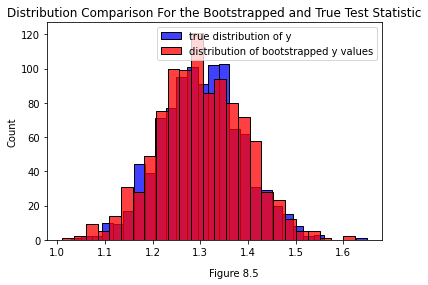 Distribution Comparison For the Bootstrapped and True Test Statistic
true distribution of y
distribution of bootstrapped y values
Count
120
100
80
60
40
20
0
1.0 1.1 1.2 1.3 1.4 1.5 1.6
Figure 8.5